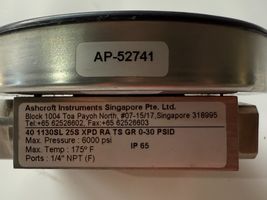 AP-52741
Ashcroft Instruments Singapore Pte. Ltd.
Block 1004 Toa Payoh North, #07-15/17,Singapore 318995
Tel:+65 62526602, Fax:+65 62526603
40 1130SL 25S XPD RA TS GR 0-30 PSID
Max. Pressure : 6000 psi
IP 65
Max. Temp : 175° F
Ports : 1/4" NPT (F)